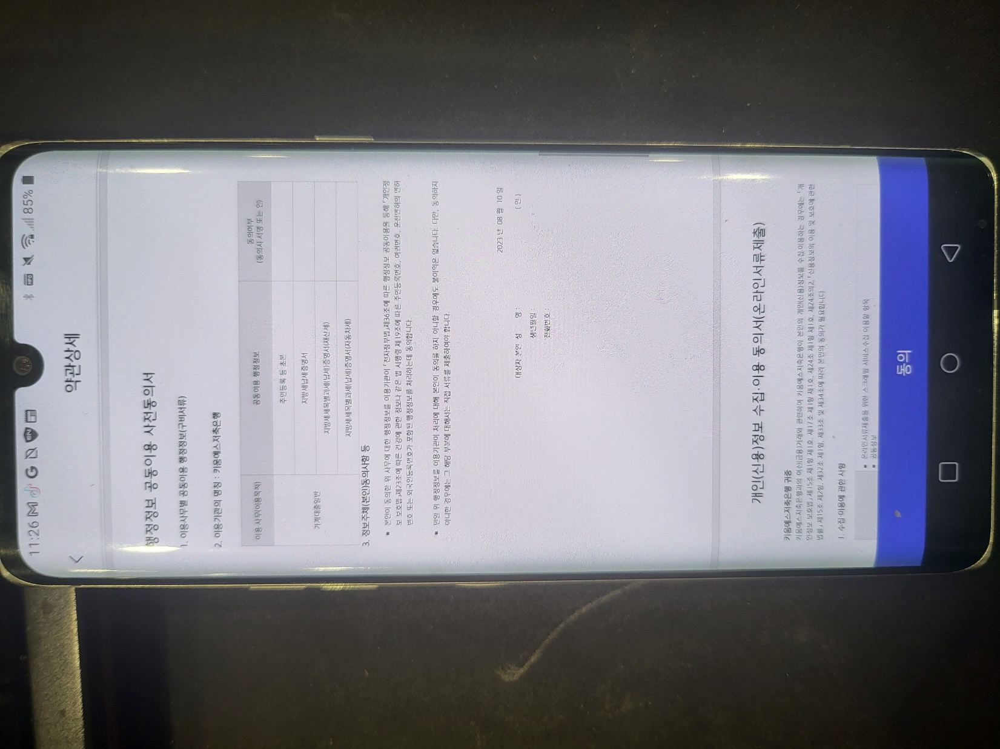 11:26
85%
약관상세
행정정보 공동이용 사전동의서
1. 이용사무별 공동이용 행정정보(구비서류)
2. 이용기관의 명칭 : 키움예스저축은행
이용 사무(이용목적) 공동이용 행정정보 동의여부
(동의시 서명 또는 인)
가계대출일반
주민등록 등·초본
지방세납세증명서
지방세세목별과세(납세)증명서(재산세)
지방세세목별과세(납세)증명서(자동차세)
3. 정보주체(본인)동의사항 등
▪ 본인이 동의한 위 사무에 대한 행정정보를 이용기관이 「전자정부법」제36조에 따른 행정정보 공동이용을 통해 「개인정
보 보호법」제23조에 따른 건강에 관한 정보나 같은 법 시행령 제19조에 따른 주민등록번호, 여권번호, 운전면허의 면허
번호 또는 외국인등록번호가 포함된 행정정보를 처리하는데 동의합니다.
▪ 만일 위 행정정보를 이용기관이 처리에 대해 본인이 동의를 하지 아니할 경우에도 불이익은 없습니다. 다만, 동의하지
아니한 경우에는 그 해당 부분에 대해서는 직접 서류를 제출하여야 합니다.
2023 년 08 월 10 일
대상자 본인 성 명 : ( 인 )
생년월일 :
전화번호 :
개인(신용)정보 수집·이용 동의서(온라인서류제출)
키움예스저축은행 귀중
키움예스저축은행과의 여신(금융)거래와 관련하여 키움예스저축은행이 본인의 개인(신용)정보를 수집·이용하는 경우에는 「개
인정보 보호법」 제15조 제1항 제1호, 제17조 제1항 제1호, 제24조 제1항 제1호, 제24조의2, 「신용정보의 이용 및 보호에 관한
법률」 제15조 제2항, 제32조 제1항, 제33조 및 제34조에 따라 본인의 동의가 필요합니다.
1. 수집·이용에 관한 사항
▪ 온라인서류제출을 위한 스크래핑 서비스수집·이용할 항목
▪ 공동정보
동의